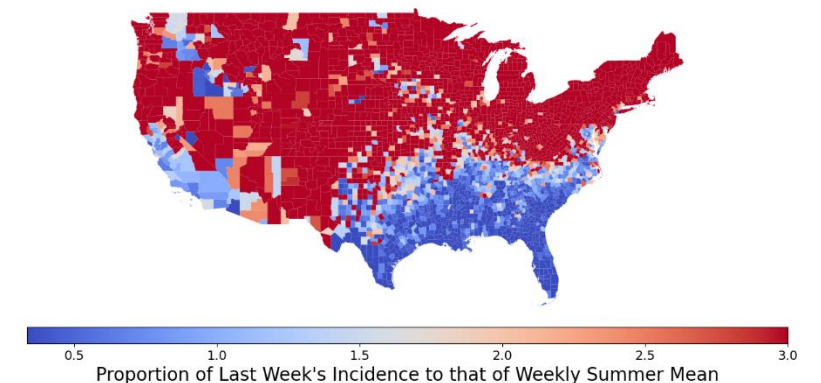 0.5 1.0 1.5 2.0 2.5 3.0
Proportion of Last Week's Incidence to that of Weekly Summer Mean